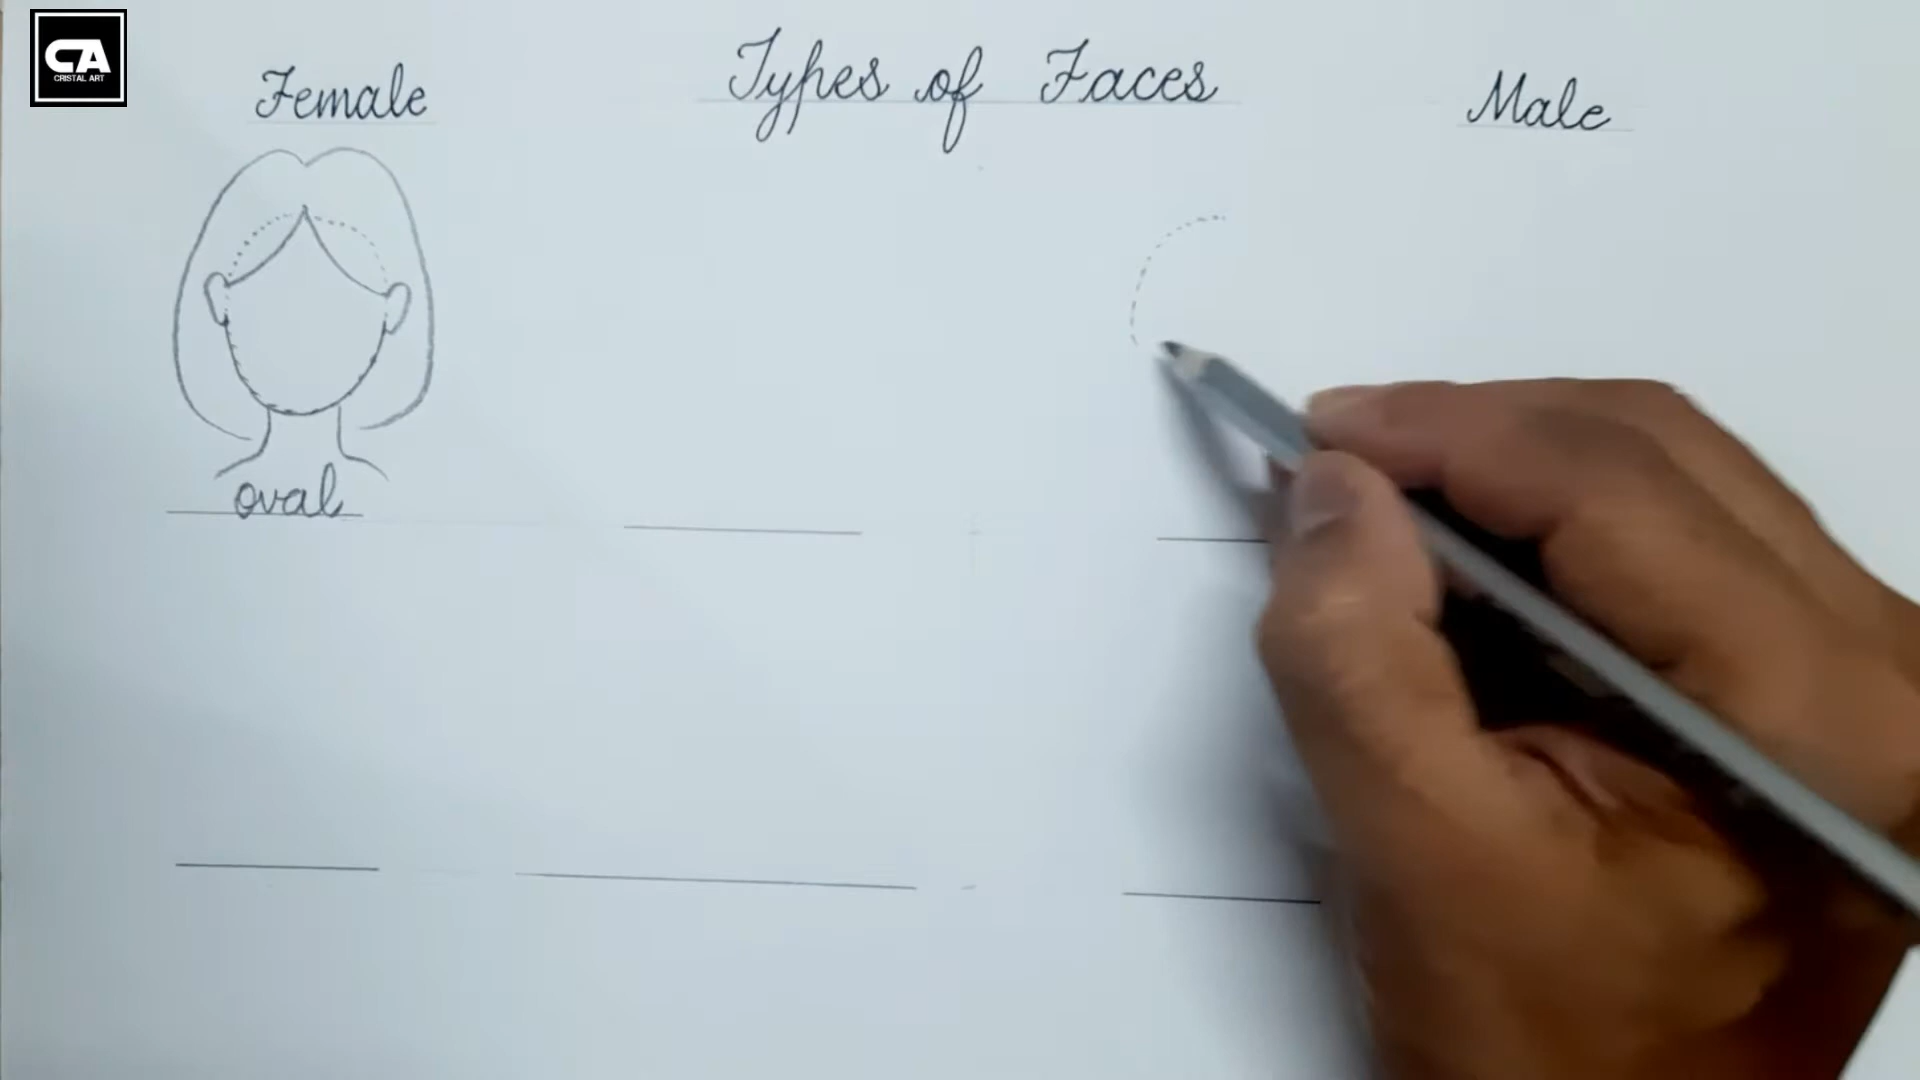 CA
CRISTAL ART
Female
Types of Faces
Male
oval